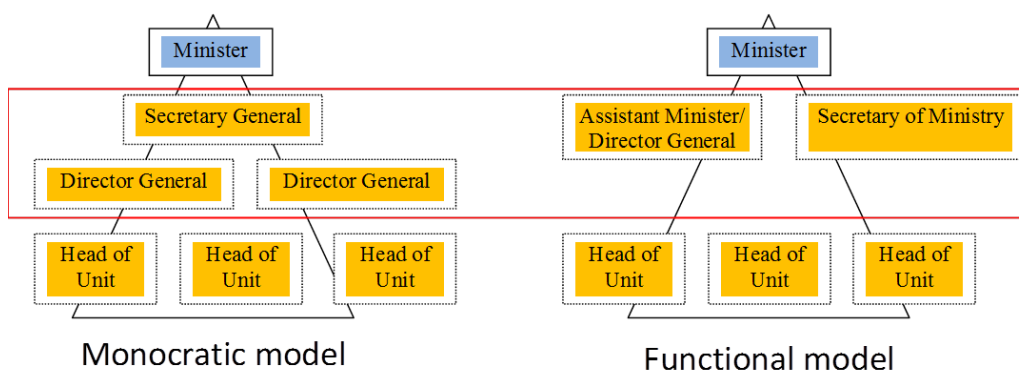 Minister
Secretary General
Director General
Director General
Head of
Unit
Head of
Unit
Head of
Unit
Monocratic model
Minister
Assistant Minister/
Director General
Secretary of Ministry
Head of
Unit
Head of
Unit
Head of
Unit
Functional model